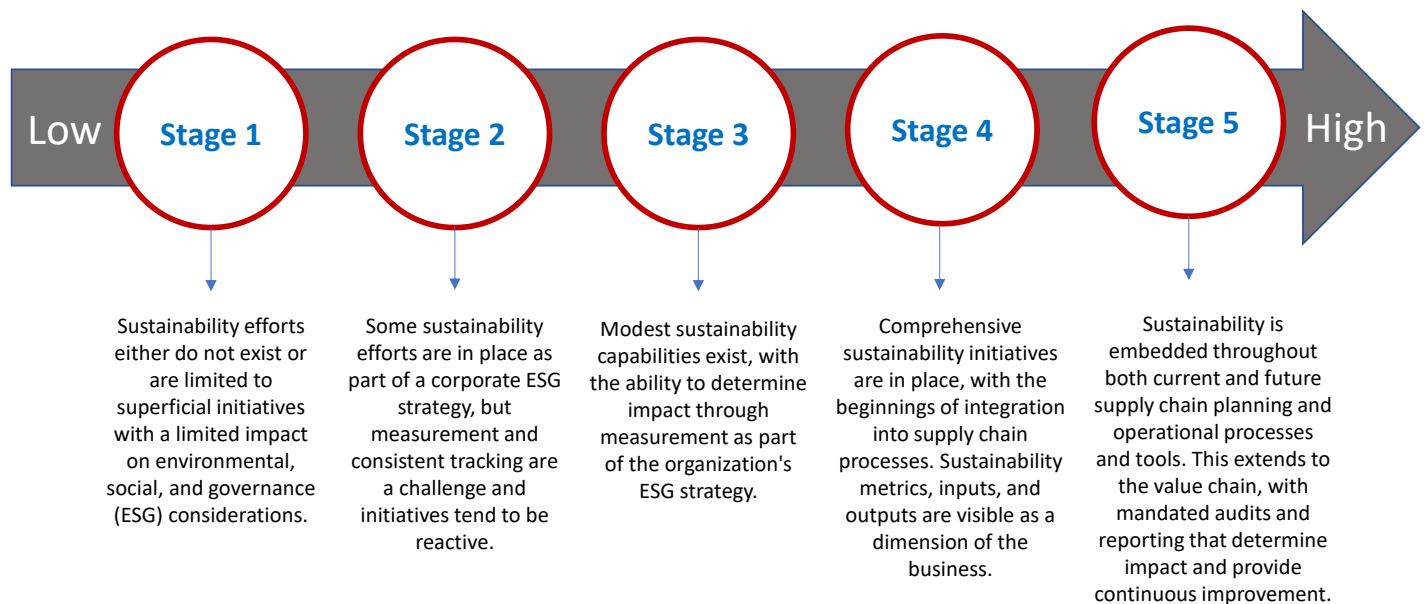 Low
Stage 1
Stage 2
Stage 3
Stage 4
Stage 5
High
Sustainability efforts
either do not exist or
are limited to
superficial initiatives
with a limited impact
on environmental,
social, and governance
(ESG) considerations.
Some sustainability
efforts are in place as
part of a corporate ESG
strategy, but
measurement and
consistent tracking are
a challenge and
initiatives tend to be
reactive.
Modest sustainability
capabilities exist, with
the ability to determine
impact through
measurement as part
of the organization's
ESG strategy.
Comprehensive
sustainability initiatives
are in place, with the
beginnings of integration
into supply chain
processes. Sustainability
metrics, inputs, and
outputs are visible as a
dimension of the
business.
Sustainability is
embedded throughout
both current and future
supply chain planning and
operational processes
and tools. This extends to
the value chain, with
mandated audits and
reporting that determine
impact and provide
continuous improvement.